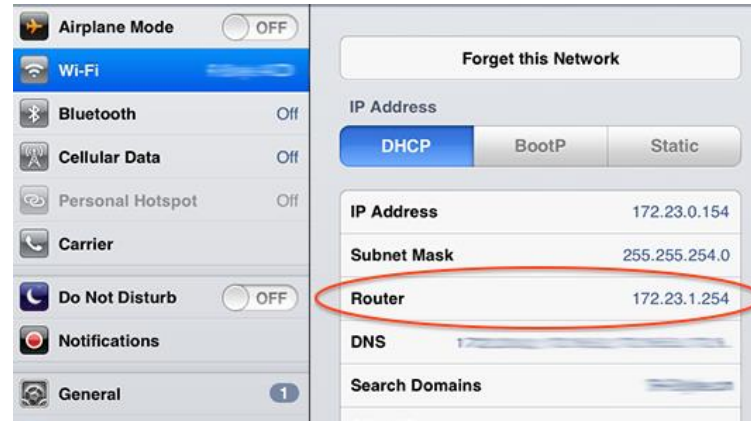 Airplane Mode OFF
Wi-Fi
Bluetooth Off
Cellular Data Off
Personal Hotspot Off
Carrier
Do Not Disturb OFF
Notifications
General 1
Forget this Network
IP Address
DHCP BootP Static
IP Address 172.23.0.154
Subnet Mask 255.255.254.0
Router 172.23.1.254
DNS
Search Domains